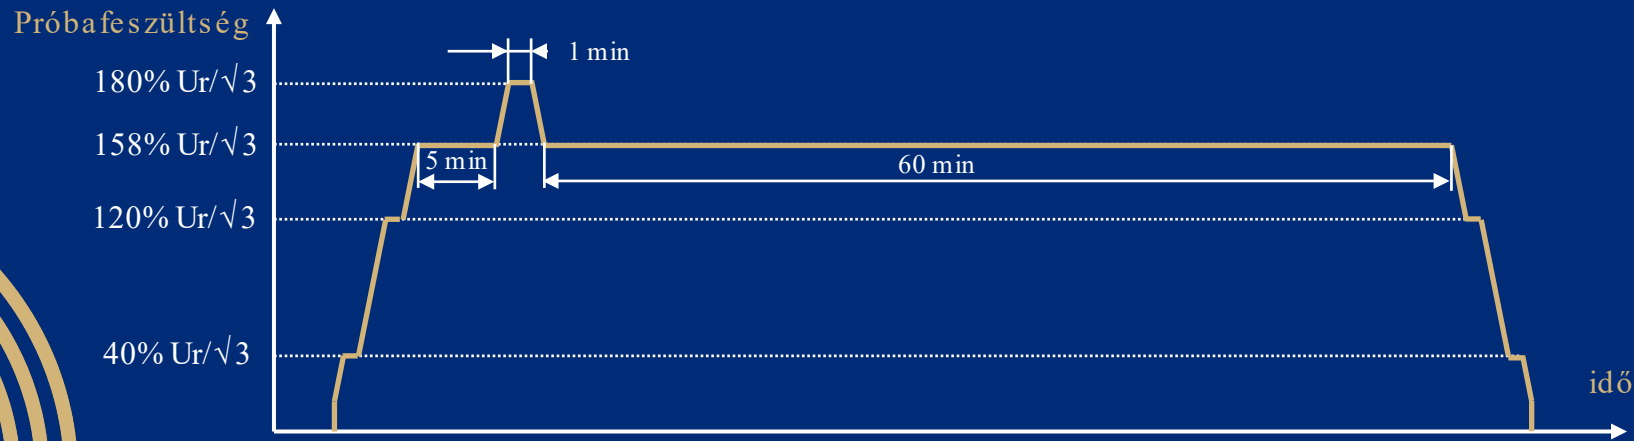 Próbafeszültség
1 min
180% Ur/√3
158% Ur/√3
5 min
60 min
120% Ur/√3
40% Ur/√3
idő